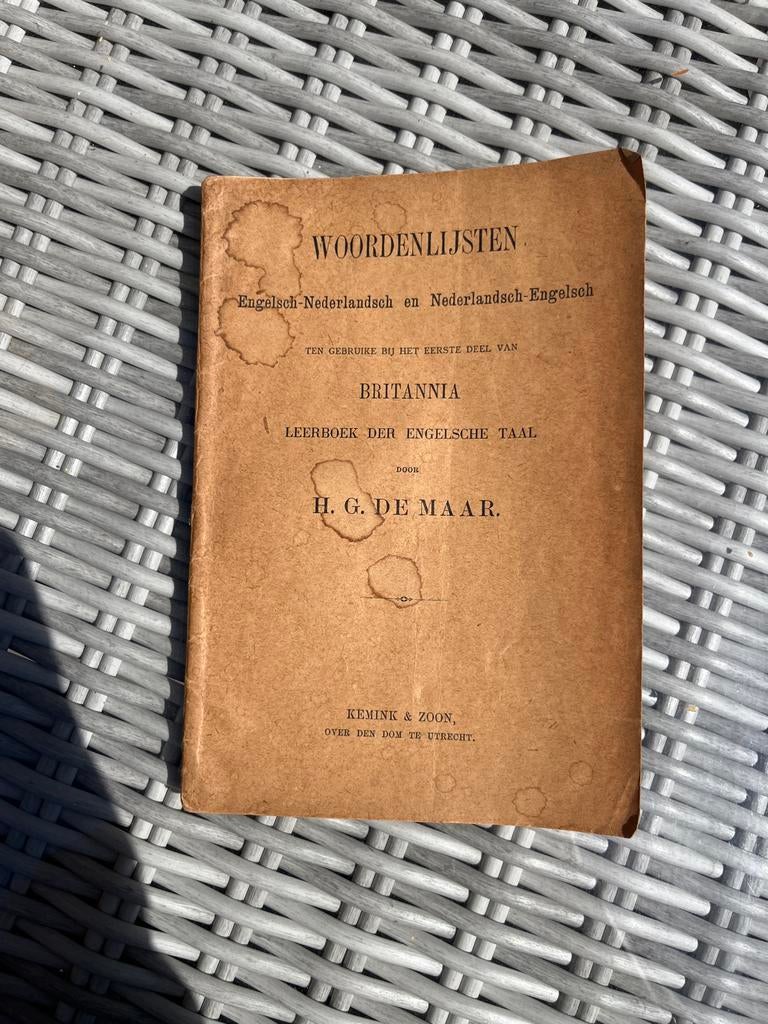 WOORDENLIJSTEN
Engelsch-Nederlandsch en Nederlandsch-Engelsch
TEN GEBRUIKE BIJ HET EERSTE DEEL VAN
BRITANNIA
LEERBOEK DER ENGELSCHE TAAL
DOOR
H. G. DE MAAR.
KEMINK & ZOON,
OVER DEN DOM TE UTRECHT.